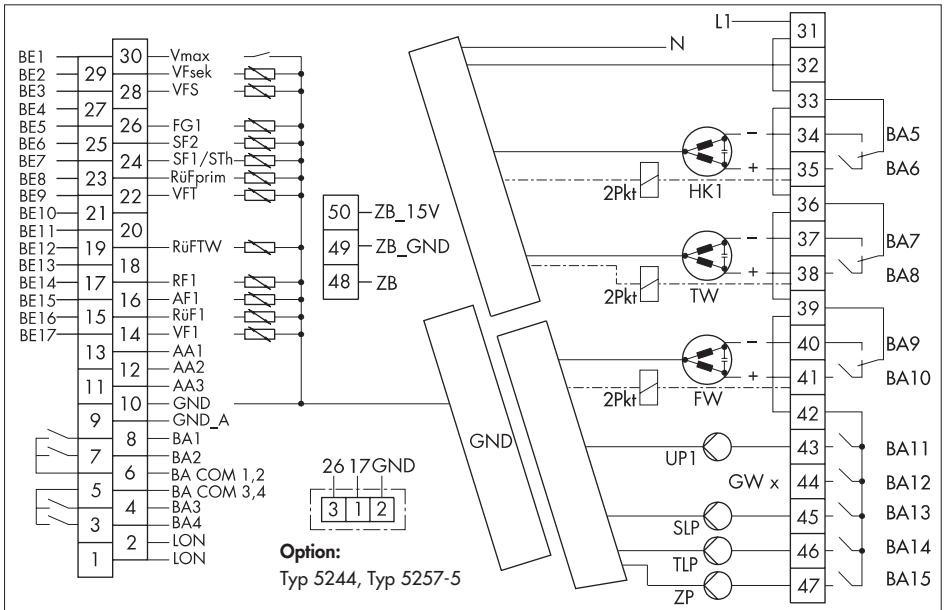 BE1
BE2
BE3
BE4
BE5
BE6
BE7
BE8
BE9
BE10
BE11
BE12
BE13
BE14
BE15
BE16
BE17
29
27
25
23
21
19
17
15
13
11
9
7
5
3
1
30
28
26
24
22
20
18
16
14
12
10
8
6
4
2
Vmax
VFsek
VFS
FG1
SF2
SF1/STh
RüFprim
VFT
RüFTW
RF1
AF1
RüF1
VF1
AA1
AA2
AA3
GND
GND_A
BA1
BA2
BA COM 1,2
BA COM 3,4
BA3
BA4
LON
LON
50 ZB_15V
49 ZB_GND
48 ZB
26 17 GND
3 1 2
Option:
Typ 5244, Typ 5257-5
GND
L1
N
2Pkt
HK1
− +
2Pkt
TW
− +
2Pkt
FW
− +
UP1
GW x
SLP
TLP
ZP
31
32
33
34
35
36
37
38
39
40
41
42
43
44
45
46
47
BA5
BA6
BA7
BA8
BA9
BA10
BA11
BA12
BA13
BA14
BA15